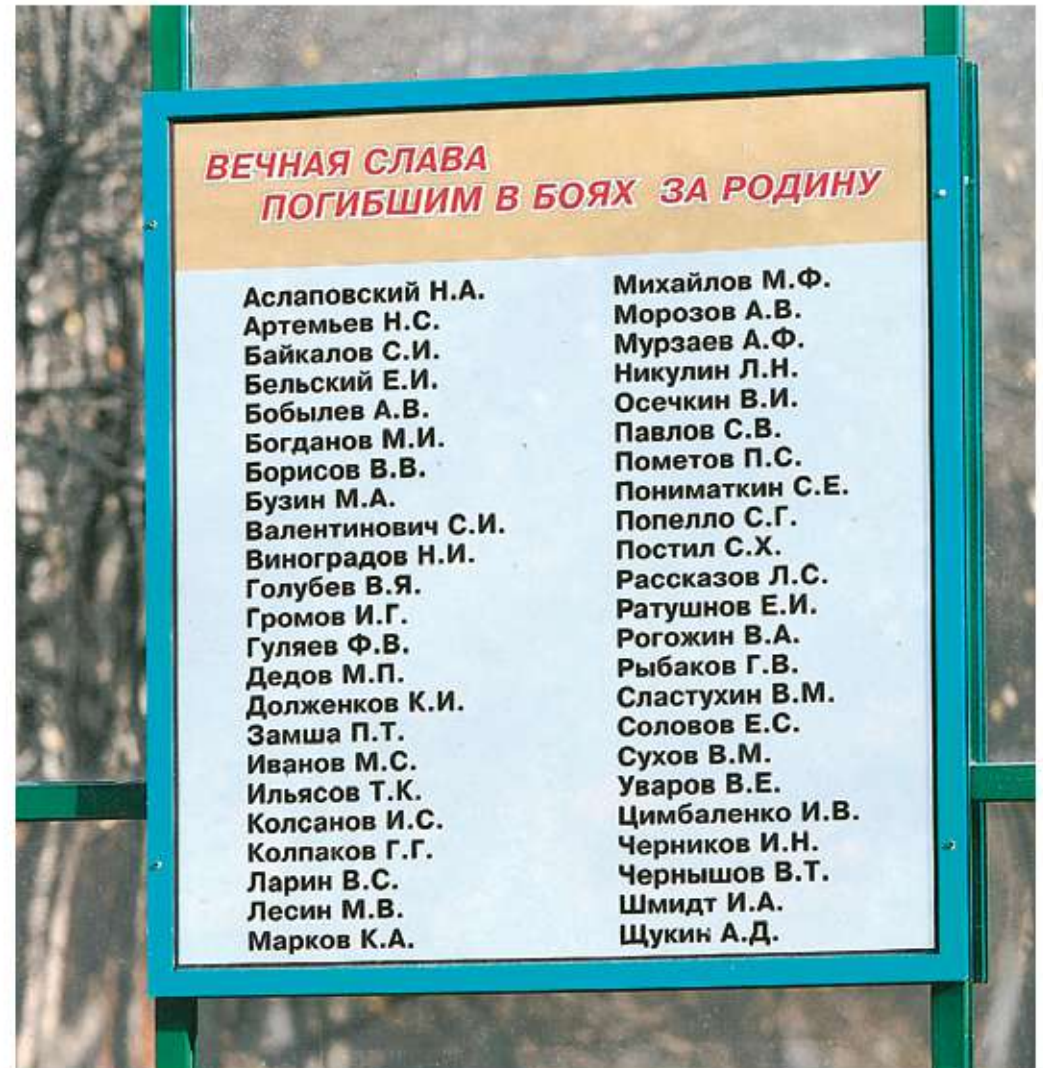 ВЕЧНАЯ СЛАВА
ПОГИБШИМ В БОЯХ ЗА РОДИНУ
Аслаповский Н.А.
Артемьев Н.С.
Байкалов С.И.
Бельский Е.И.
Бобылев А.В.
Богданов М.И.
Борисов В.В.
Бузин М.А.
Валентинович С.И.
Виноградов Н.И.
Голубев В.Я.
Громов И.Г.
Гуляев Ф.В.
Дедов М.П.
Долженков К.И.
Замша П.Т.
Иванов М.С.
Ильясов Т.К.
Колсанов И.С.
Колпаков Г.Г.
Ларин В.С.
Лесин М.В.
Марков К.А.
Михайлов М.Ф.
Морозов А.В.
Мурзаев А.Ф.
Никулин Л.Н.
Осечкин В.И.
Павлов С.В.
Пометов П.С.
Пониматкин С.Е.
Попелло С.Г.
Постил С.Х.
Рассказов Л.С.
Ратушнов Е.И.
Рогожин В.А.
Рыбаков Г.В.
Сластухин В.М.
Соловов Е.С.
Сухов В.М.
Уваров В.Е.
Цимбаленко И.В.
Черников И.Н.
Чернышов В.Т.
Шмидт И.А.
Щукин А.Д.